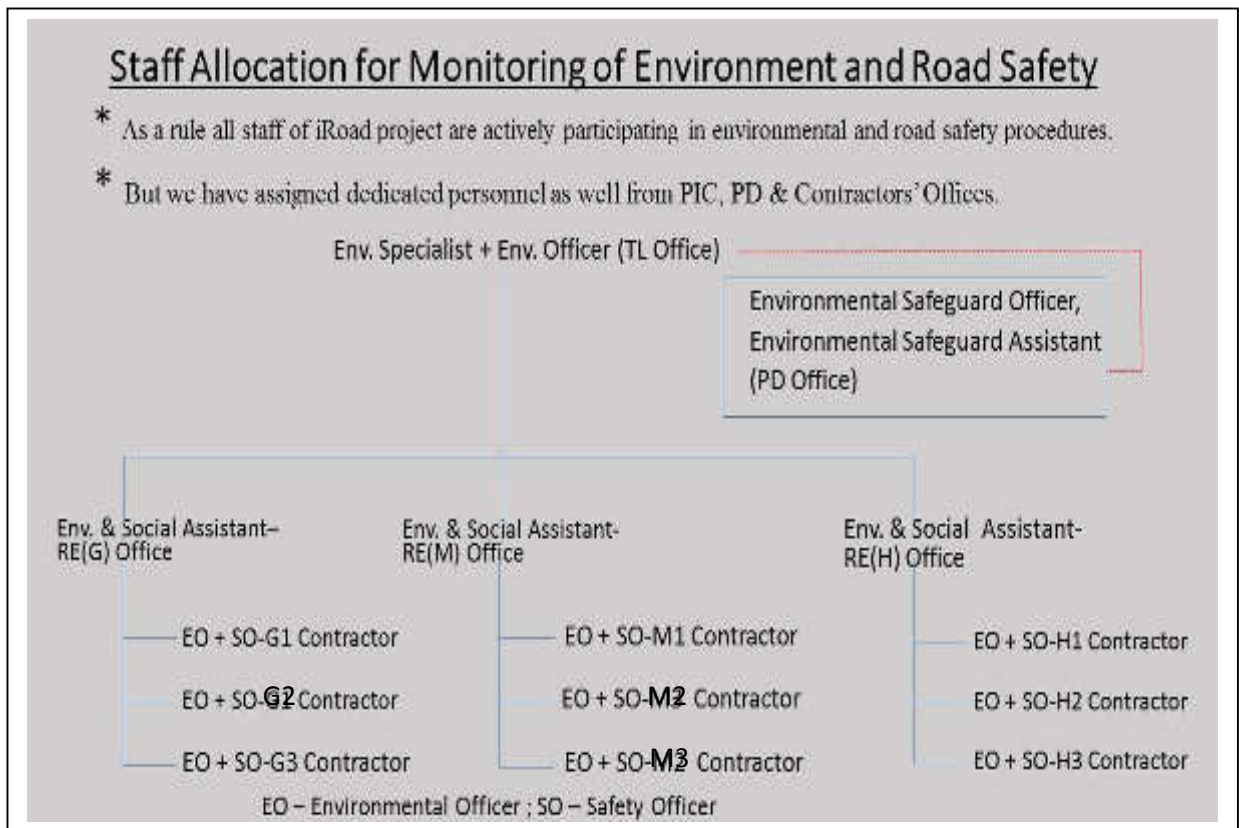 Staff Allocation for Monitoring of Environment and Road Safety
* As a rule all staff of iRoad project are actively participating in environmental and road safety procedures.
* But we have assigned dedicated personnel as well from PIC, PD & Contractors' Offices.
Env. Specialist + Env. Officer (TL Office)
Environmental Safeguard Officer,
Environmental Safeguard Assistant
(PD Office)
Env. & Social Assistant–
RE(G) Office
Env. & Social Assistant-
RE(M) Office
Env. & Social Assistant-
RE(H) Office
EO + SO-G1 Contractor
EO + SO-G2 Contractor
EO + SO-G3 Contractor
EO + SO-M1 Contractor
EO + SO-M2 Contractor
EO + SO-M3 Contractor
EO + SO-H1 Contractor
EO + SO-H2 Contractor
EO + SO-H3 Contractor
EO – Environmental Officer ; SO – Safety Officer